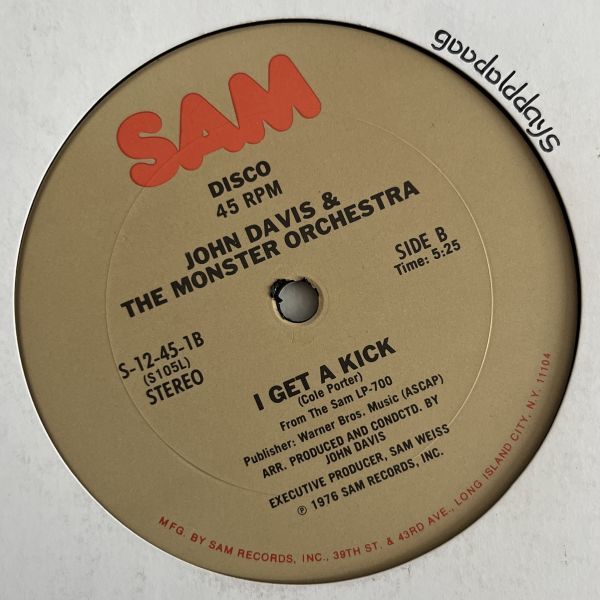 goodolddays
SAM
DISCO
45 RPM
JOHN DAVIS &
THE MONSTER ORCHESTRA
SIDE B
Time: 5:25
S-12-45-1B
(S105L)
STEREO
I GET A KICK
(Cole Porter)
From The Sam LP-700
Publisher: Warner Bros. Music (ASCAP)
ARR. PRODUCED AND CONDCTD. BY
JOHN DAVIS
EXECUTIVE PRODUCER, SAM WEISS
℗ 1976 SAM RECORDS, INC.
MFG. BY SAM RECORDS, INC., 39TH ST. & 43RD AVE., LONG ISLAND CITY, N.Y. 11104